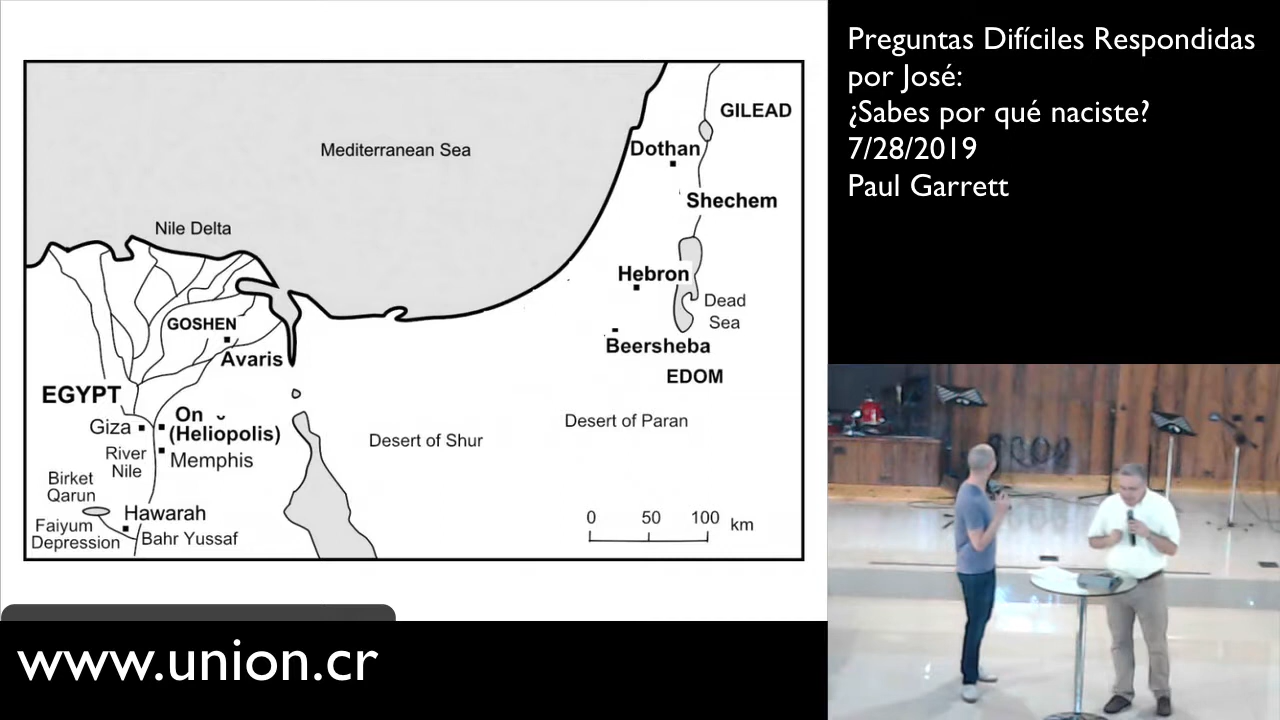 Mediterranean Sea
Nile Delta
GILEAD
Dothan
Shechem
Hebron
Dead
Sea
Beersheba
EDOM
GOSHEN
Avaris
EGYPT
On
(Heliopolis)
Giza
River
Nile
Memphis
Desert of Shur
Desert of Paran
Birket
Qarun
Hawarah
Faiyum
Depression
Bahr Yussaf
0 50 100 km
Preguntas Difíciles Respondidas
por José:
¿Sabes por qué naciste?
7/28/2019
Paul Garrett
www.union.cr